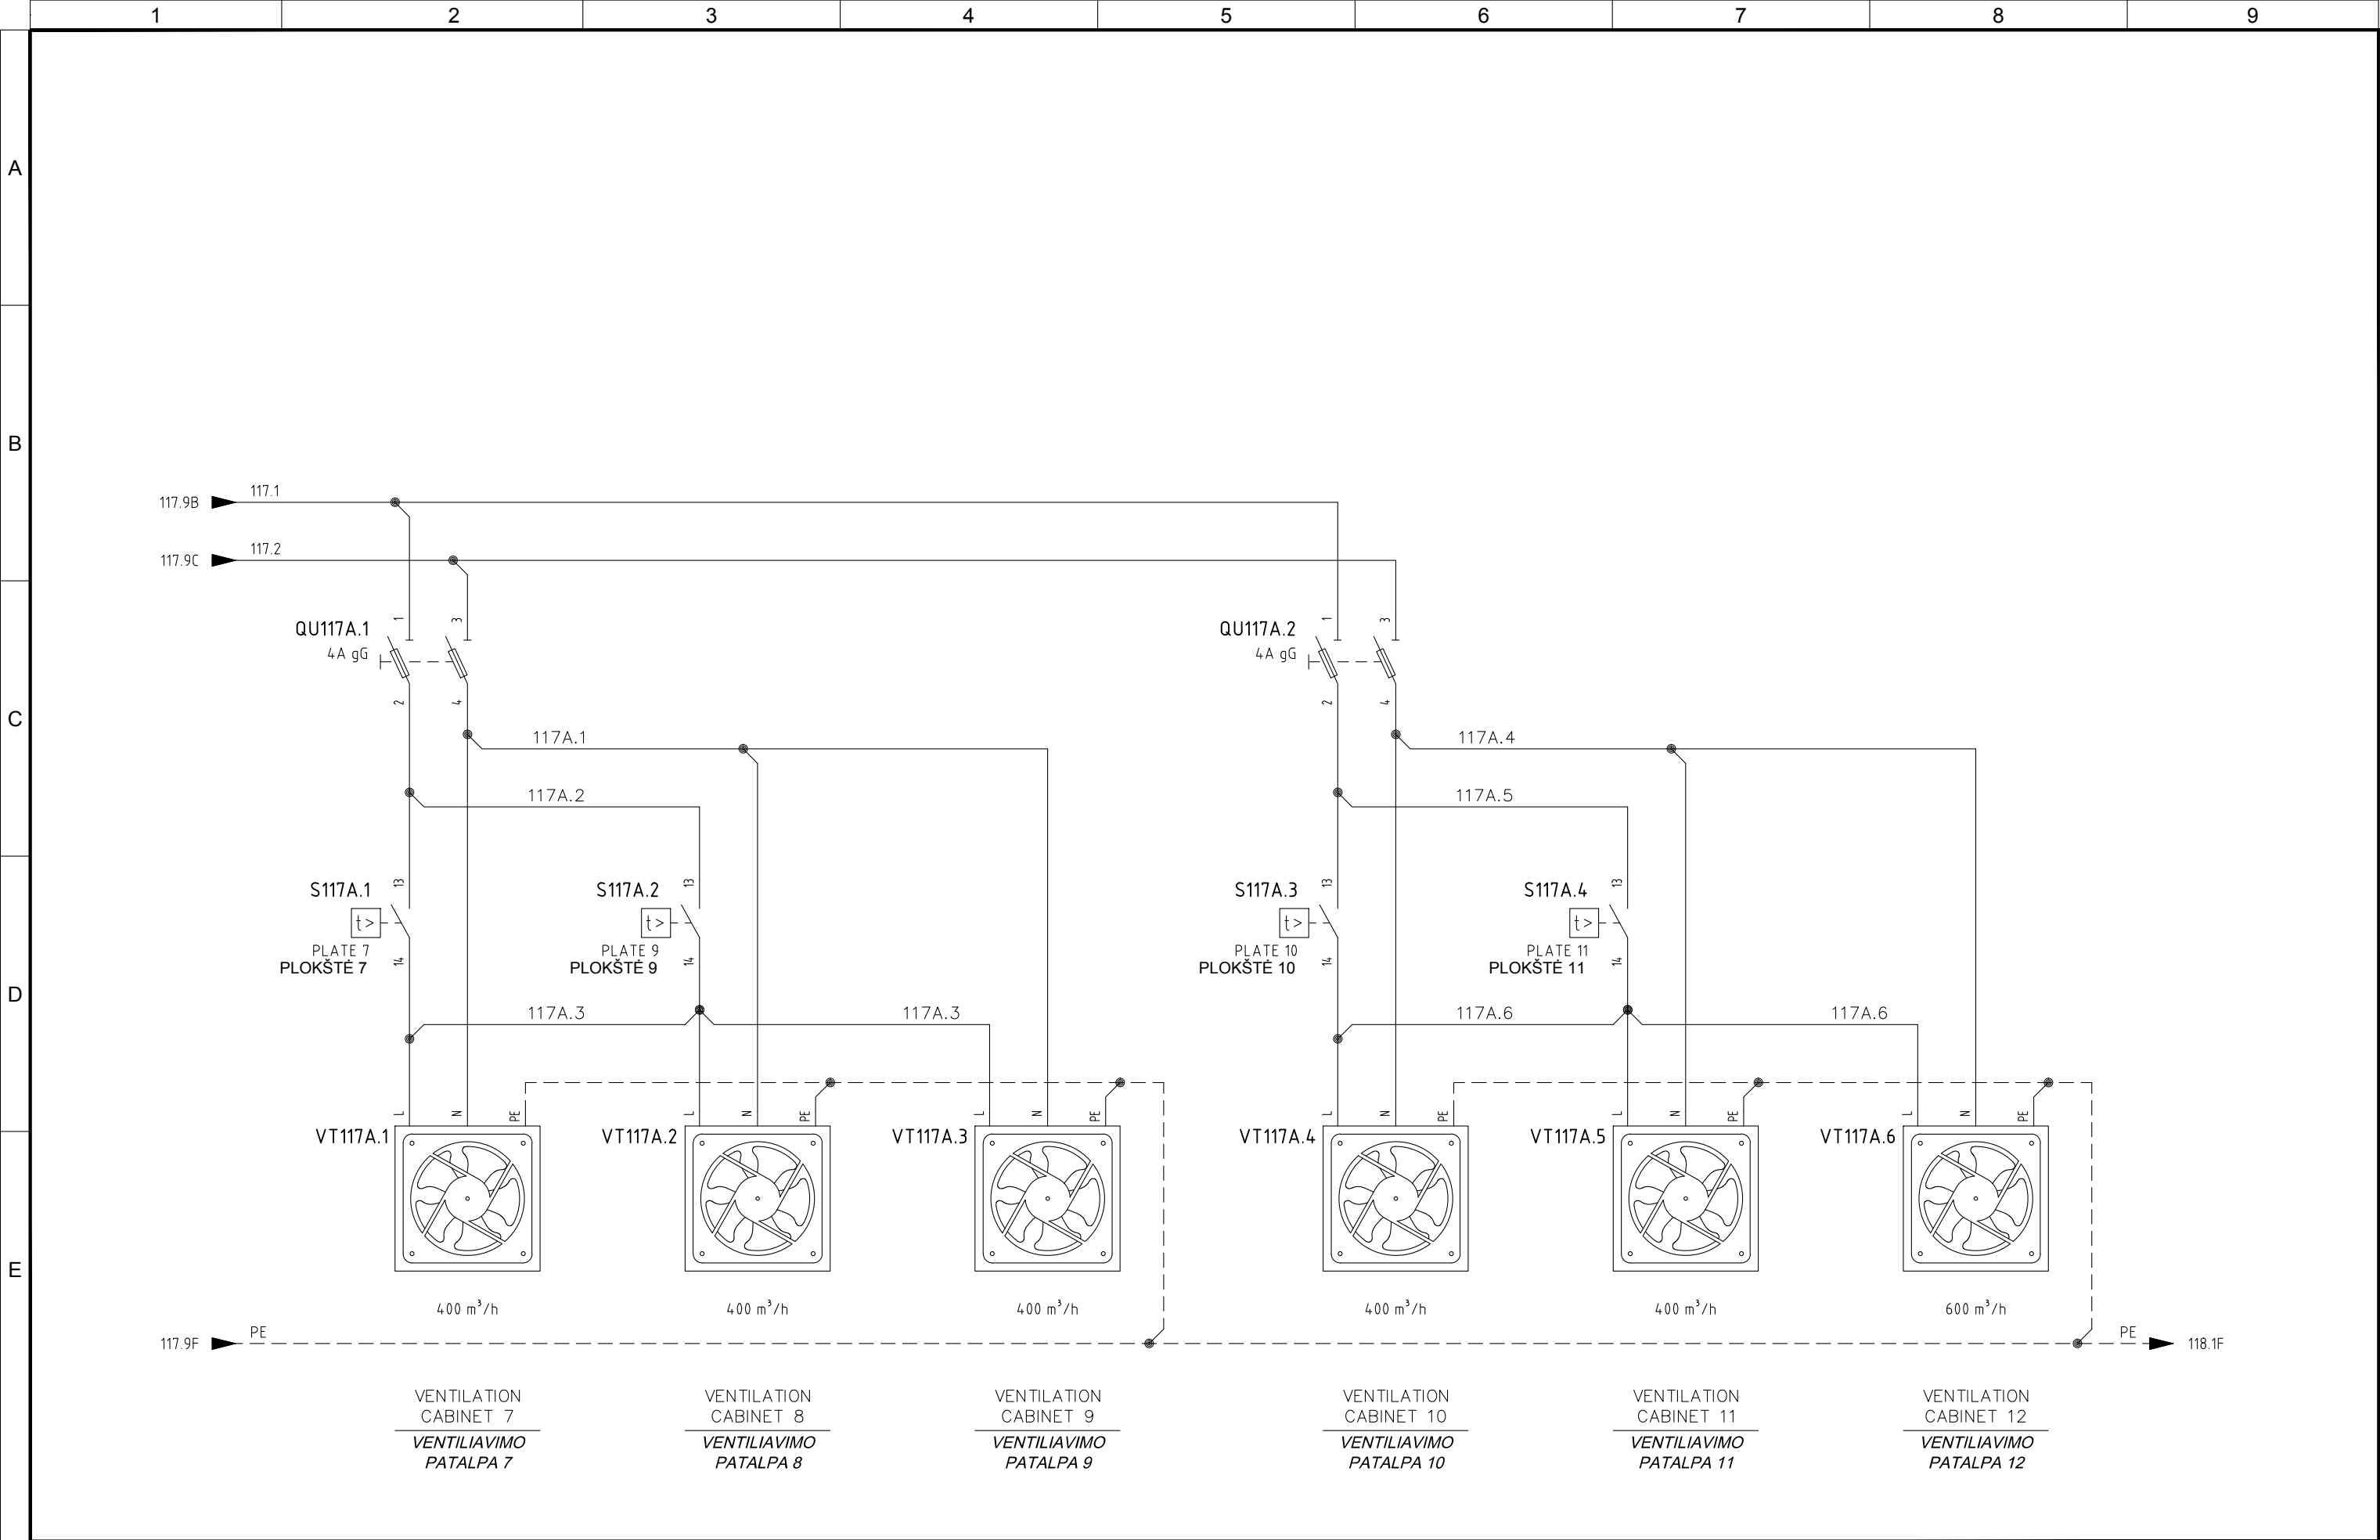 1 2 3 4 5 6 7 8 9
A
B
117.9B 117.1
117.9C 117.2
1 3 1 3
QU117A.1 QU117A.2
4A gG 4A gG
2 4 2 4
C
117A.1 117A.4
117A.2 117A.5
13 13 13 13
S117A.1 S117A.2 S117A.3 S117A.4
t> t> t> t>
PLATE 7 PLATE 9 PLATE 10 PLATE 11
PLOKŠTĖ 7 PLOKŠTĖ 9 PLOKŠTĖ 10 PLOKŠTĖ 11
14 14 14 14
D
117A.3 117A.3 117A.6 117A.6
L N PE L N PE L N PE L N PE L N PE L N PE
VT117A.1 VT117A.2 VT117A.3 VT117A.4 VT117A.5 VT117A.6
E
400 m³/h 400 m³/h 400 m³/h 400 m³/h 400 m³/h 600 m³/h
117.9F PE PE 118.1F
VENTILATION VENTILATION VENTILATION VENTILATION VENTILATION VENTILATION
CABINET 7 CABINET 8 CABINET 9 CABINET 10 CABINET 11 CABINET 12
VENTILIAVIMO VENTILIAVIMO VENTILIAVIMO VENTILIAVIMO VENTILIAVIMO VENTILIAVIMO
PATALPA 7 PATALPA 8 PATALPA 9 PATALPA 10 PATALPA 11 PATALPA 12